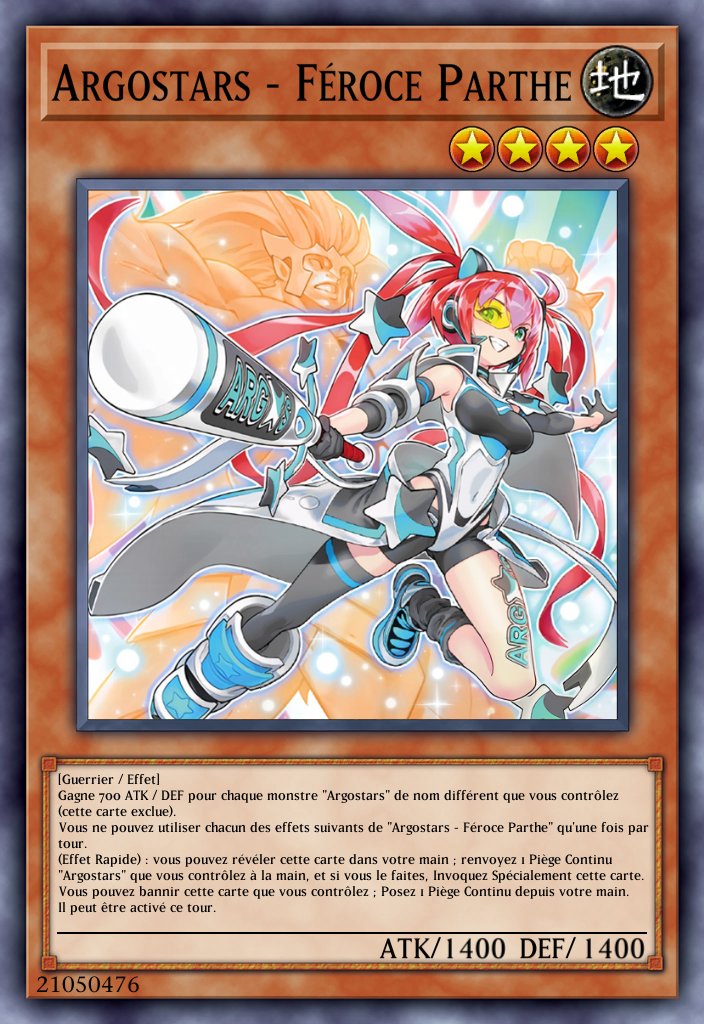 Argostars - Féroce Parthe 地
ARG★S
ARG★
[Guerrier / Effet]
Gagne 700 ATK / DEF pour chaque monstre "Argostars" de nom différent que vous contrôlez
(cette carte exclue).
Vous ne pouvez utiliser chacun des effets suivants de "Argostars - Féroce Parthe" qu'une fois par
tour.
(Effet Rapide) : vous pouvez révéler cette carte dans votre main ; renvoyez 1 Piège Continu
"Argostars" que vous contrôlez à la main, et si vous le faites, Invoquez Spécialement cette carte.
Vous pouvez bannir cette carte que vous contrôlez ; Posez 1 Piège Continu depuis votre main.
Il peut être activé ce tour.
ATK/1400 DEF/ 1400
21050476